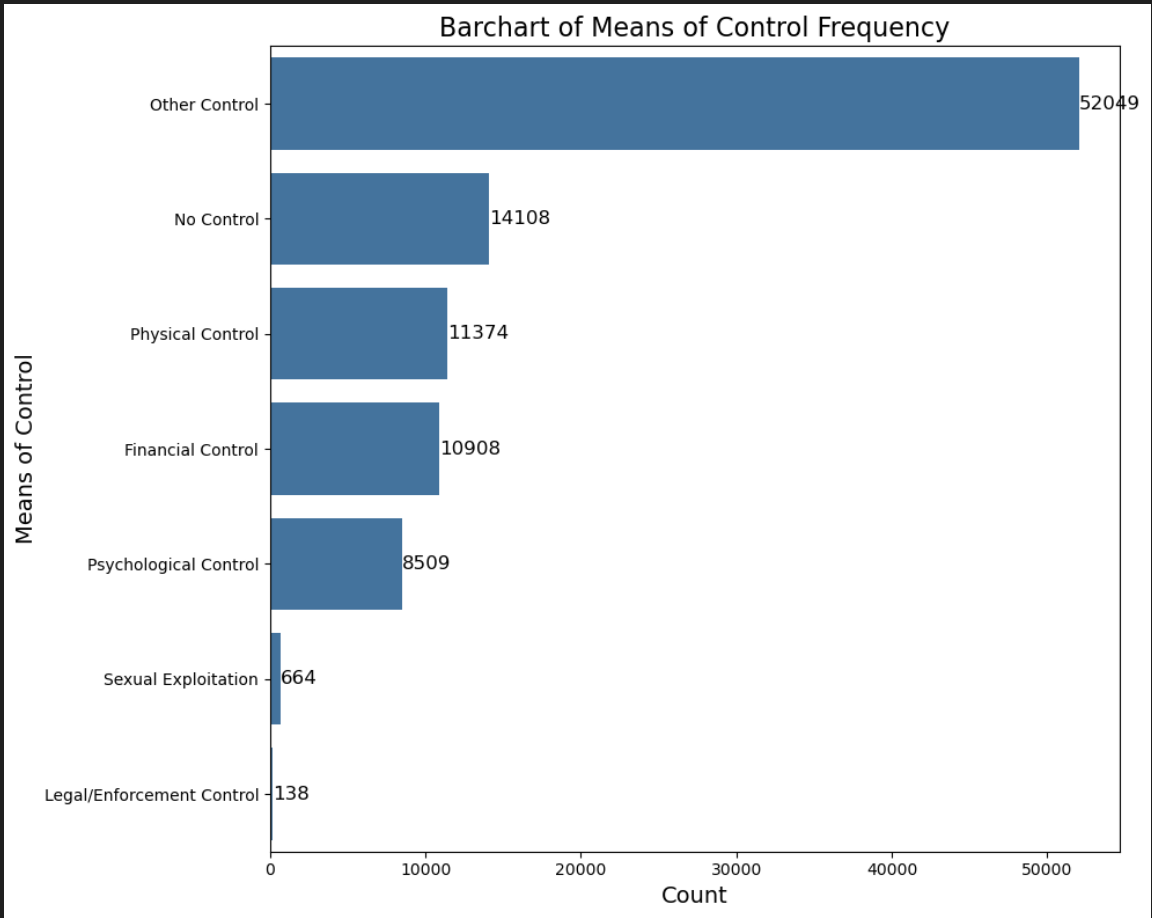 Barchart of Means of Control Frequency
Means of Control
Other Control 52049
No Control 14108
Physical Control 11374
Financial Control 10908
Psychological Control 8509
Sexual Exploitation 664
Legal/Enforcement Control 138
0 10000 20000 30000 40000 50000
Count